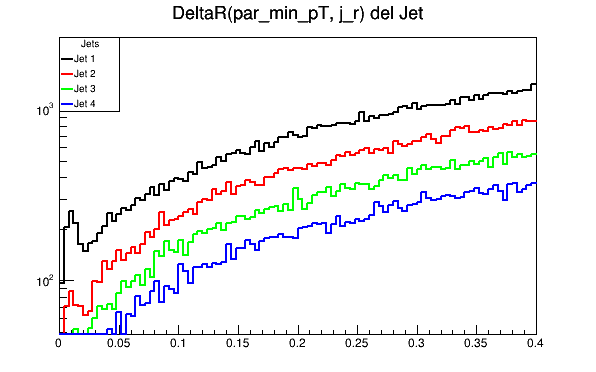 DeltaR(par_min_pT, j_r) del Jet
Jets
Jet 1
Jet 2
Jet 3
Jet 4
10³
10²
0 0.05 0.1 0.15 0.2 0.25 0.3 0.35 0.4